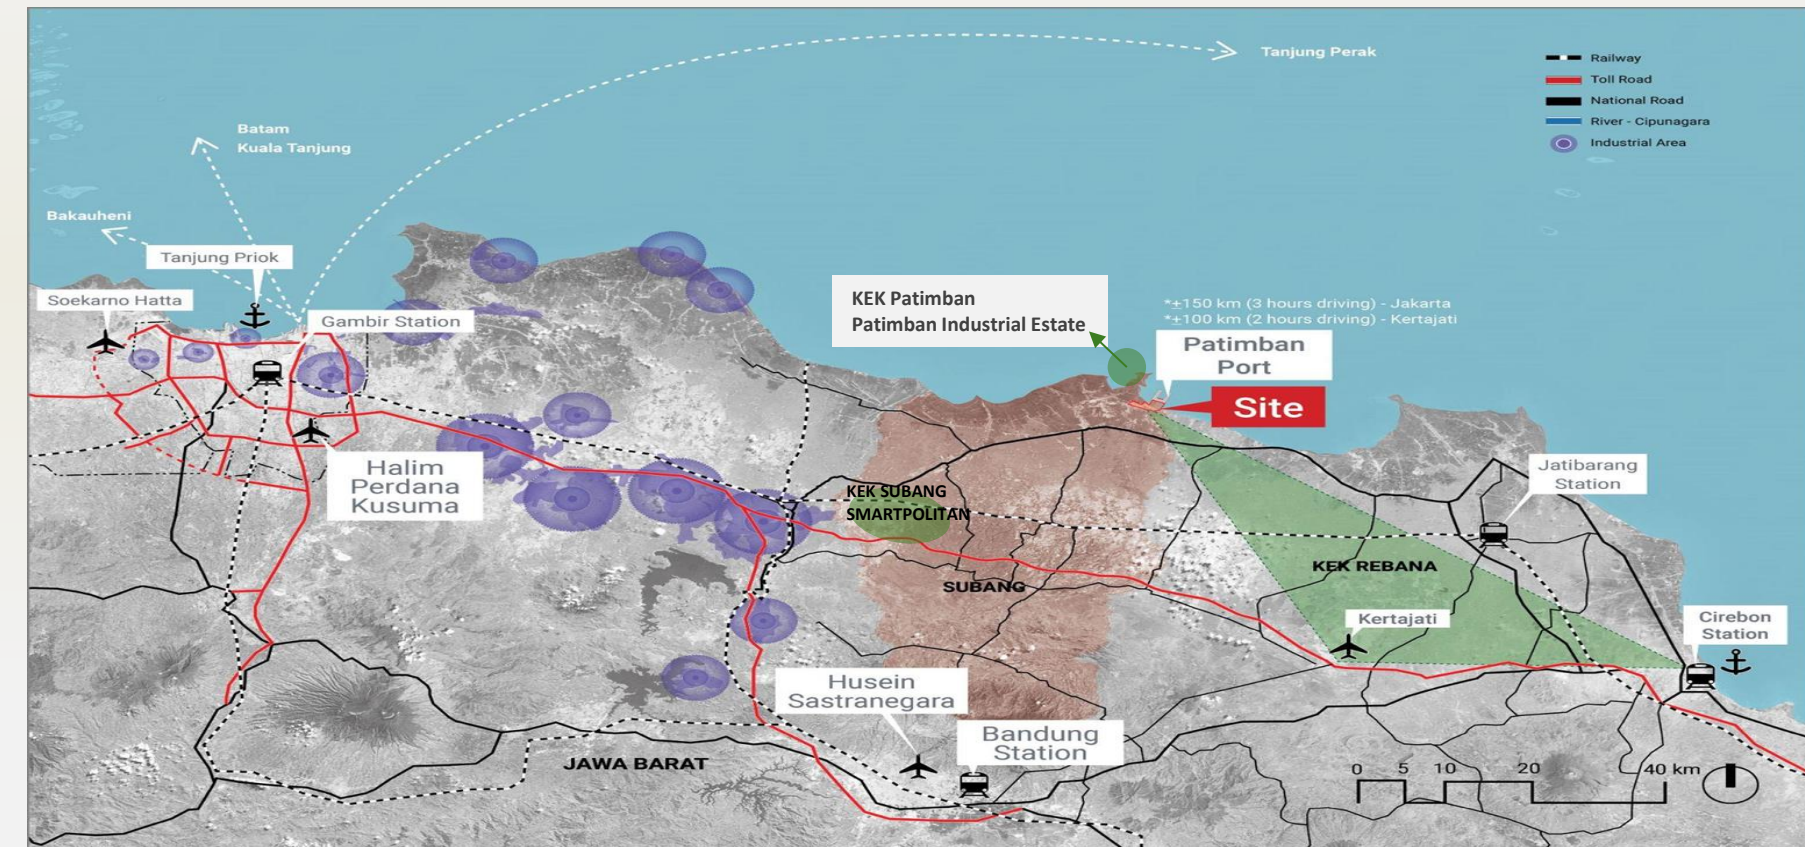 Tanjung Perak
Railway
Toll Road
National Road
River - Cipunagara
Industrial Area
Batam
Kuala Tanjung
Bakauheni
Tanjung Priok
Soekarno Hatta
Gambir Station
KEK Patimban
Patimban Industrial Estate
*±150 km (3 hours driving) - Jakarta
*±100 km (2 hours driving) - Kertajati
Patimban
Port
Site
Halim
Perdana
Kusuma
KEK SUBANG
SMARTPOLITAN
Jatibarang
Station
SUBANG
KEK REBANA
Kertajati
Cirebon
Station
Husein
Sastranegara
Bandung
Station
JAWA BARAT
0 5 10 20 40 km